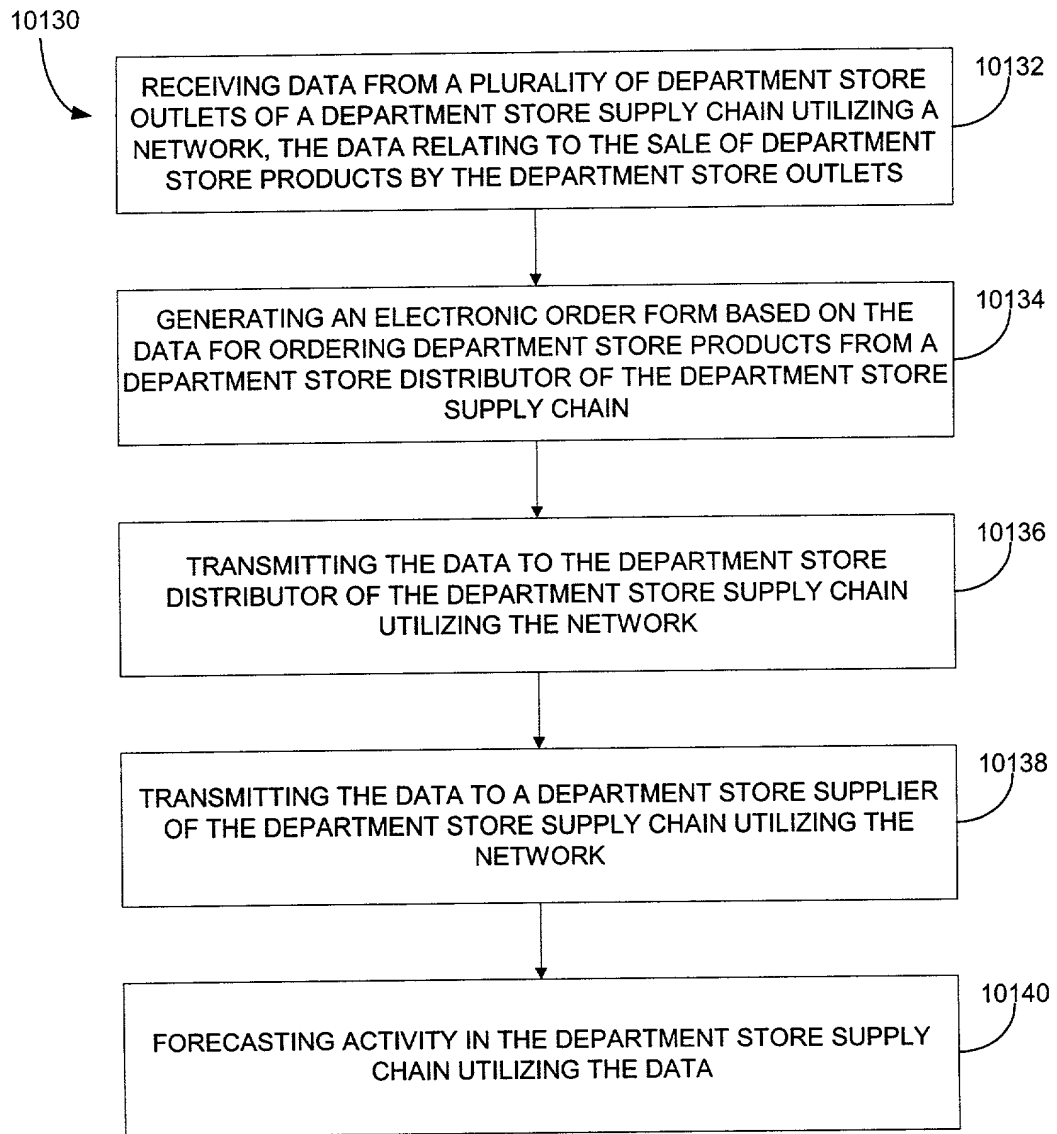 10130
10132
RECEIVING DATA FROM A PLURALITY OF DEPARTMENT STORE
OUTLETS OF A DEPARTMENT STORE SUPPLY CHAIN UTILIZING A
NETWORK, THE DATA RELATING TO THE SALE OF DEPARTMENT
STORE PRODUCTS BY THE DEPARTMENT STORE OUTLETS
10134
GENERATING AN ELECTRONIC ORDER FORM BASED ON THE
DATA FOR ORDERING DEPARTMENT STORE PRODUCTS FROM A
DEPARTMENT STORE DISTRIBUTOR OF THE DEPARTMENT STORE
SUPPLY CHAIN
10136
TRANSMITTING THE DATA TO THE DEPARTMENT STORE
DISTRIBUTOR OF THE DEPARTMENT STORE SUPPLY CHAIN
UTILIZING THE NETWORK
10138
TRANSMITTING THE DATA TO A DEPARTMENT STORE SUPPLIER
OF THE DEPARTMENT STORE SUPPLY CHAIN UTILIZING THE
NETWORK
10140
FORECASTING ACTIVITY IN THE DEPARTMENT STORE SUPPLY
CHAIN UTILIZING THE DATA